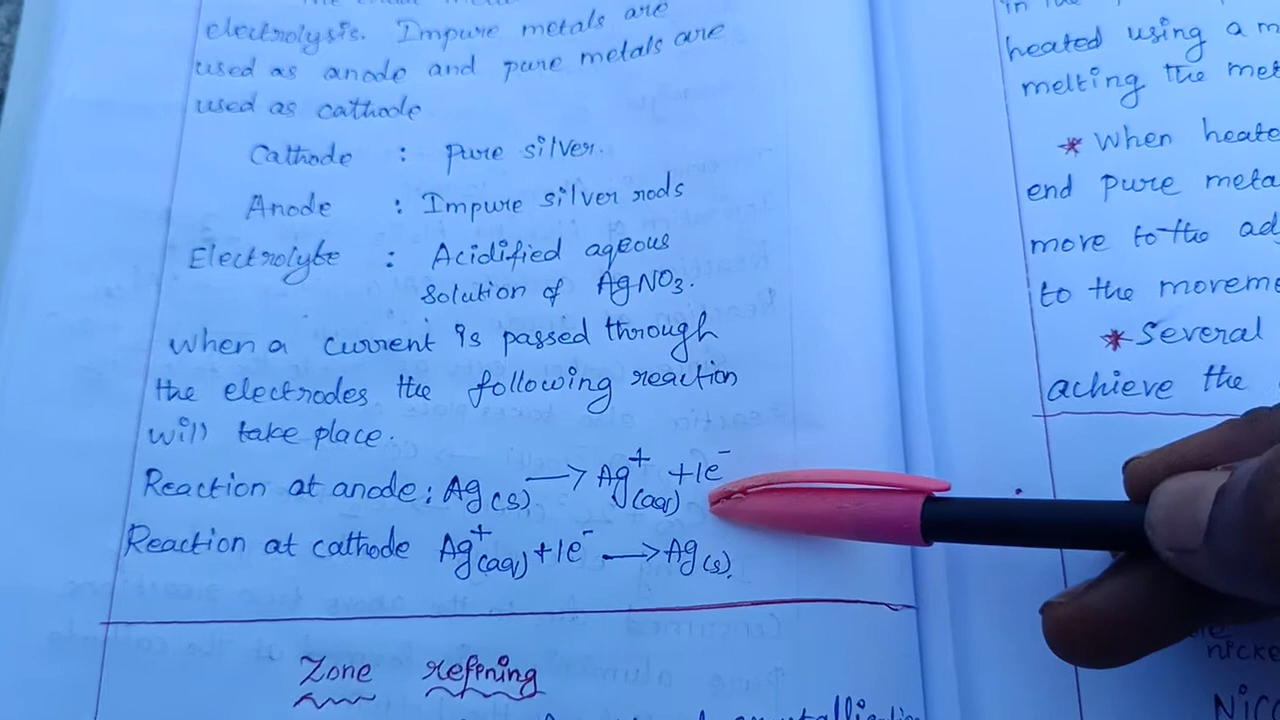 electrolysis. Impure metals are
used as anode and pure metals are
used as cathode
Cathode : pure silver.
Anode : Impure silver rods
Electrolyte : Acidified aqeous
solution of AgNO3.
When a current is passed through
the electrodes the following reaction
will take place.
Reaction at anode : Ag(s) → Ag⁺(aq) + 1e⁻
Reaction at cathode Ag⁺(aq) + 1e⁻ → Ag(s).
Zone refining
heated using a m
melting the met
* When heate
end pure meta
move to the ad
to the moveme
* Several
achieve the
nicke